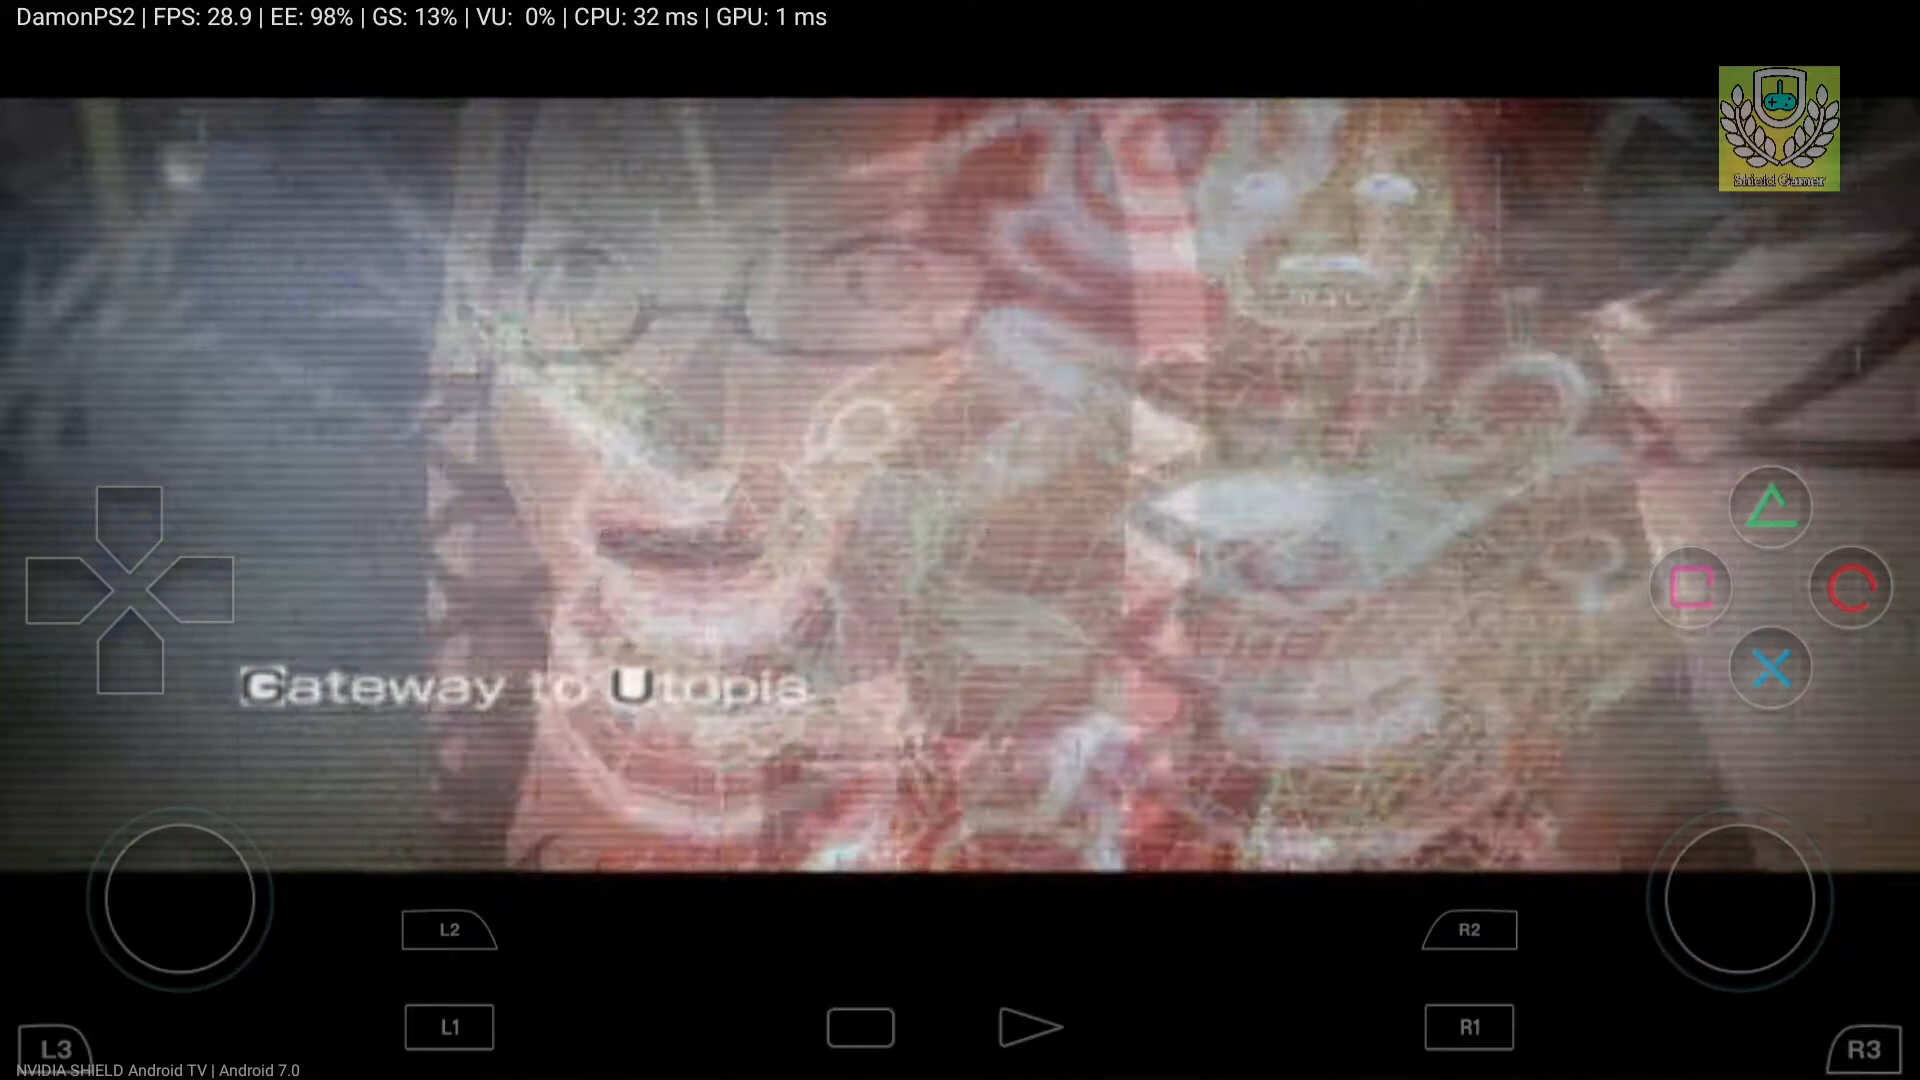 DamonPS2 | FPS: 28.9 | EE: 98% | GS: 13% | VU: 0% | CPU: 32 ms | GPU: 1 ms
Shield Gamer
Gateway to Utopia
L2
R2
L1
R1
L3
R3
NVIDIA SHIELD Android TV | Android 7.0